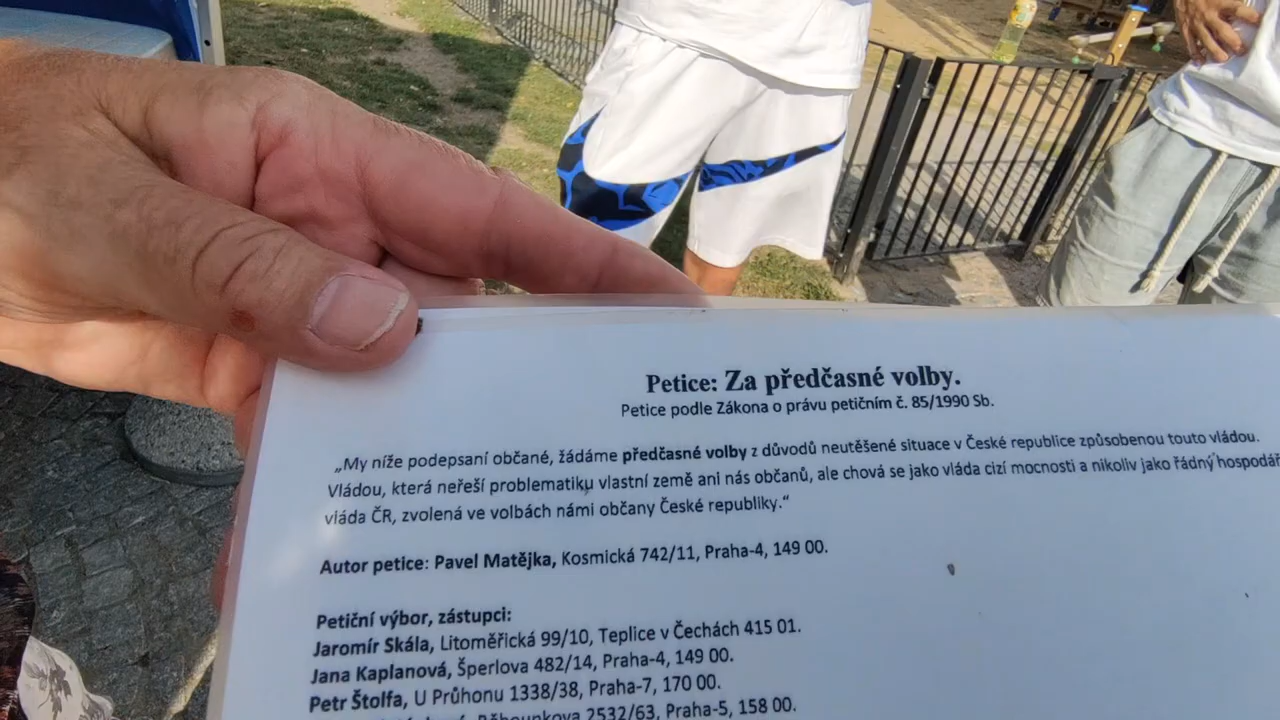 Petice: Za předčasné volby.
Petice podle Zákona o právu petičním č. 85/1990 Sb.
„My níže podepsaní občané, žádáme předčasné volby z důvodů neutěšené situace v České republice způsobenou touto vládou.
Vládou, která neřeší problematiku vlastní země ani nás občanů, ale chová se jako vláda cizí mocnosti a nikoliv jako řádný hospodář
vláda ČR, zvolená ve volbách námi občany České republiky.“
Autor petice: Pavel Matějka, Kosmická 742/11, Praha-4, 149 00.
Petiční výbor, zástupci:
Jaromír Skála, Litoměřická 99/10, Teplice v Čechách 415 01.
Jana Kaplanová, Šperlova 482/14, Praha-4, 149 00.
Petr Štolfa, U Průhonu 1338/38, Praha-7, 170 00.
Běhounkova 2532/63, Praha-5, 158 00.